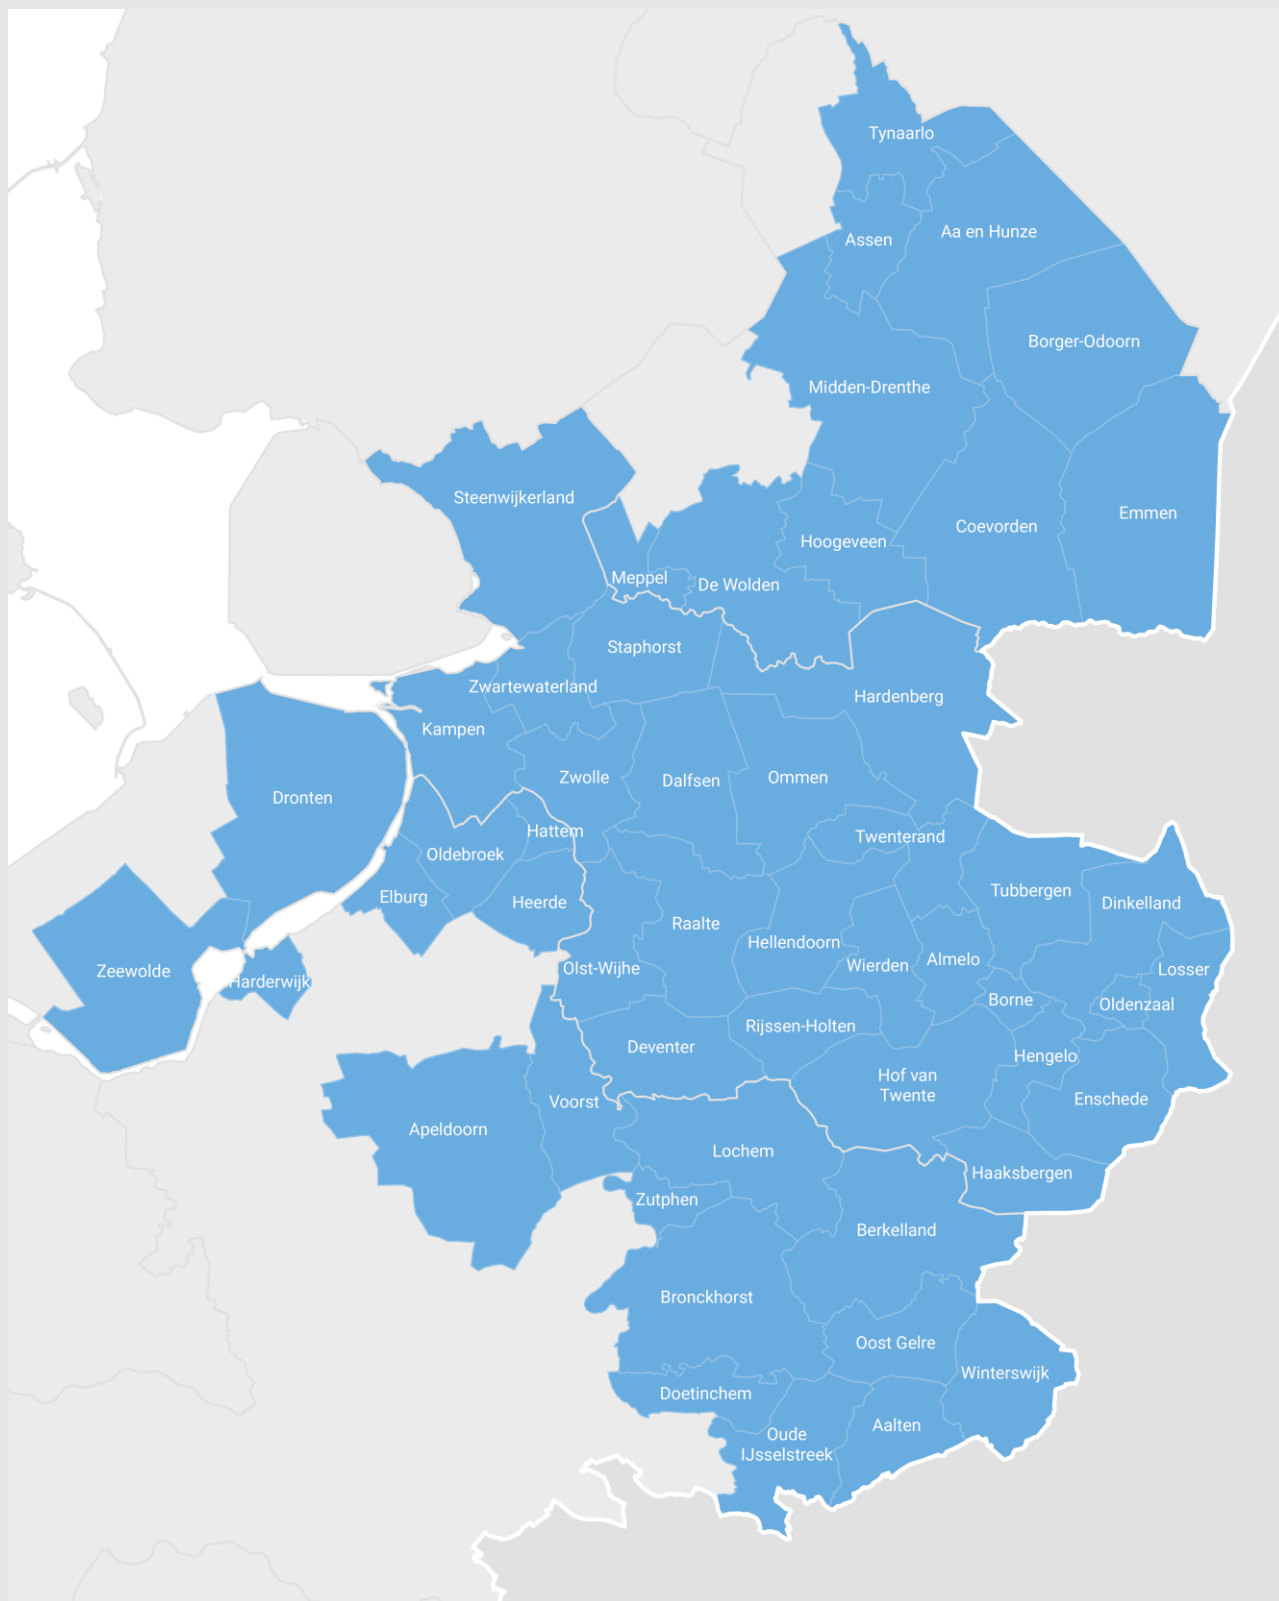 Tynaarlo
Assen
Aa en Hunze
Borger-Odoorn
Midden-Drenthe
Steenwijkerland
Emmen
Coevorden
Hoogeveen
Meppel
De Wolden
Staphorst
Zwartewaterland
Hardenberg
Kampen
Zwolle
Dalfsen
Ommen
Dronten
Hattem
Twenterand
Oldebroek
Tubbergen
Elburg
Heerde
Dinkelland
Raalte
Hellendoorn
Almelo
Wierden
Olst-Wijhe
Losser
Zeewolde
Harderwijk
Borne
Oldenzaal
Rijssen-Holten
Deventer
Hengelo
Hof van
Twente
Enschede
Voorst
Apeldoorn
Lochem
Haaksbergen
Zutphen
Berkelland
Bronckhorst
Oost Gelre
Winterswijk
Doetinchem
Aalten
Oude
IJsselstreek